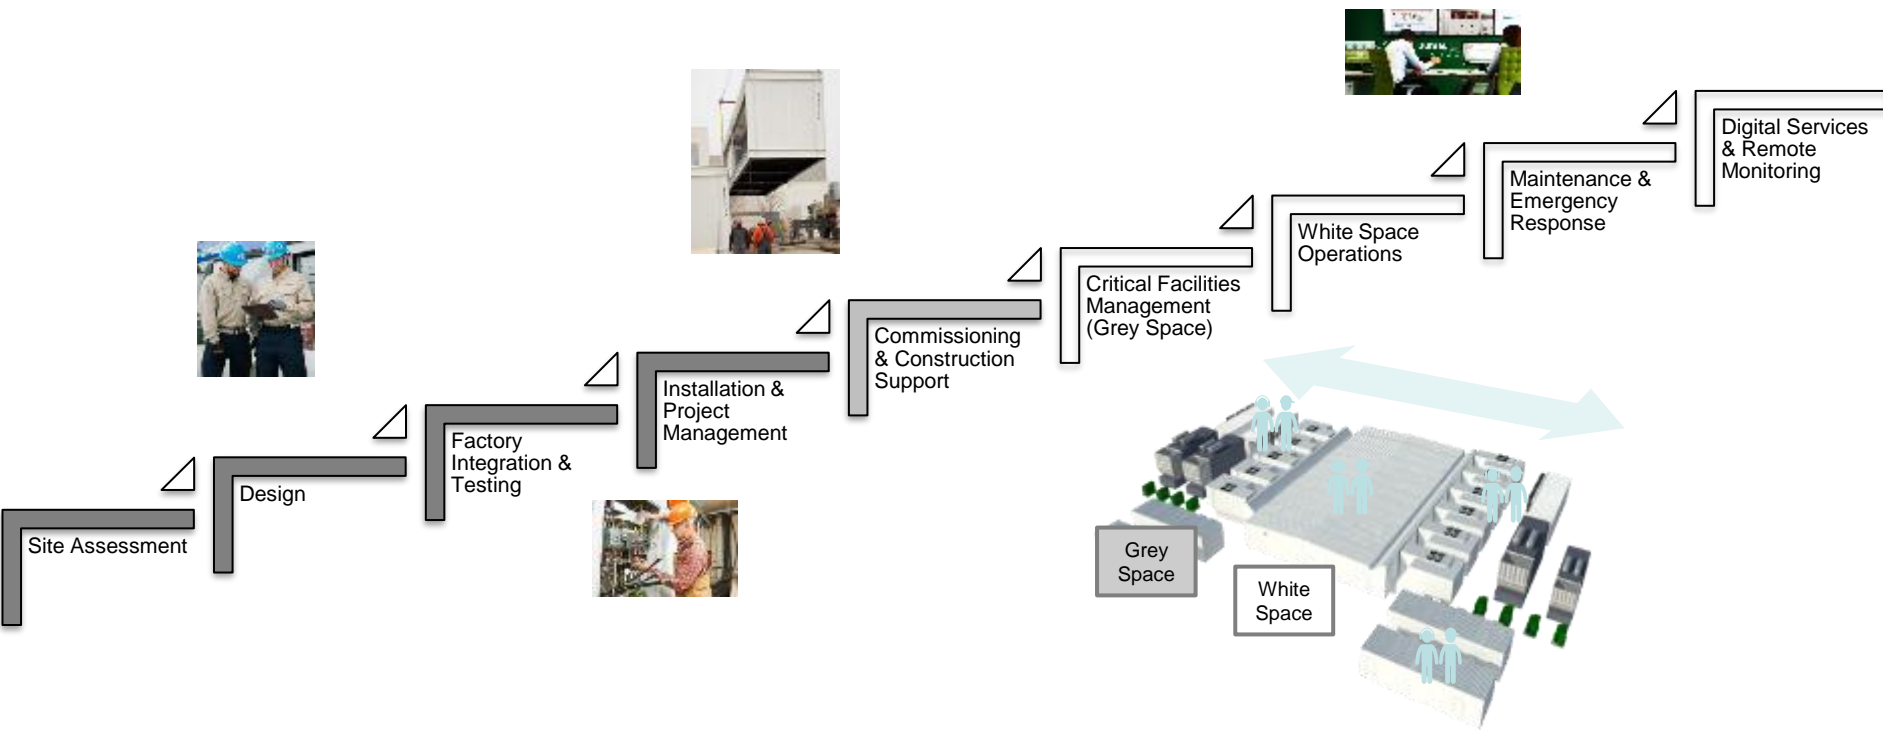 Site Assessment
Design
Factory
Integration &
Testing
Installation &
Project
Management
Commissioning
& Construction
Support
Critical Facilities
Management
(Grey Space)
White Space
Operations
Maintenance &
Emergency
Response
Digital Services
& Remote
Monitoring
Grey
Space
White
Space